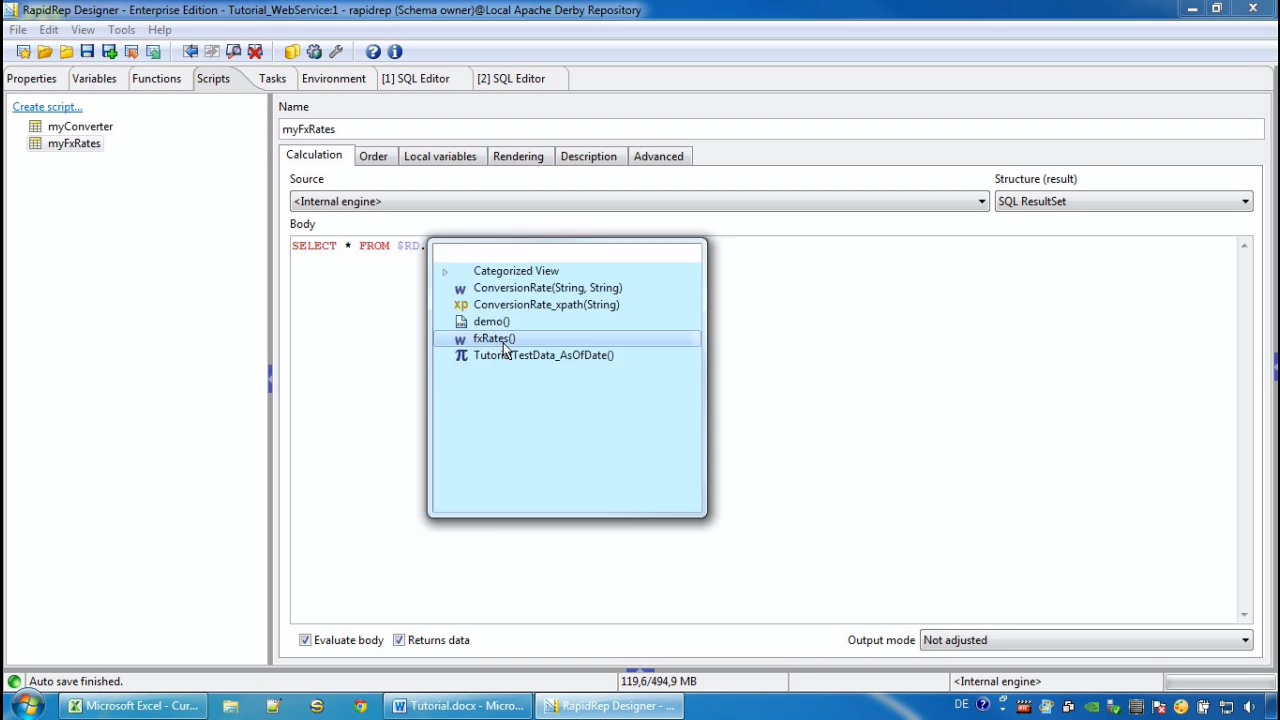 RapidRep Designer - Enterprise Edition - Tutorial_WebService:1 - rapidrep (Schema owner)@Local Apache Derby Repository
File Edit View Tools Help
Properties Variables Functions Scripts Tasks Environment [1] SQL Editor [2] SQL Editor
Create script...
myConverter
myFxRates
Name
myFxRates
Calculation Order Local variables Rendering Description Advanced
Source Structure (result)
<Internal engine> SQL ResultSet
Body
SELECT * FROM $RD.
Categorized View
w ConversionRate(String, String)
xp ConversionRate_xpath(String)
demo()
w fxRates()
π TutorialTestData_AsOfDate()
Evaluate body Returns data Output mode Not adjusted
Auto save finished. 119,6/494,9 MB <Internal engine>
Microsoft Excel - Cur... Tutorial.docx - Micro... RapidRep Designer - ... DE